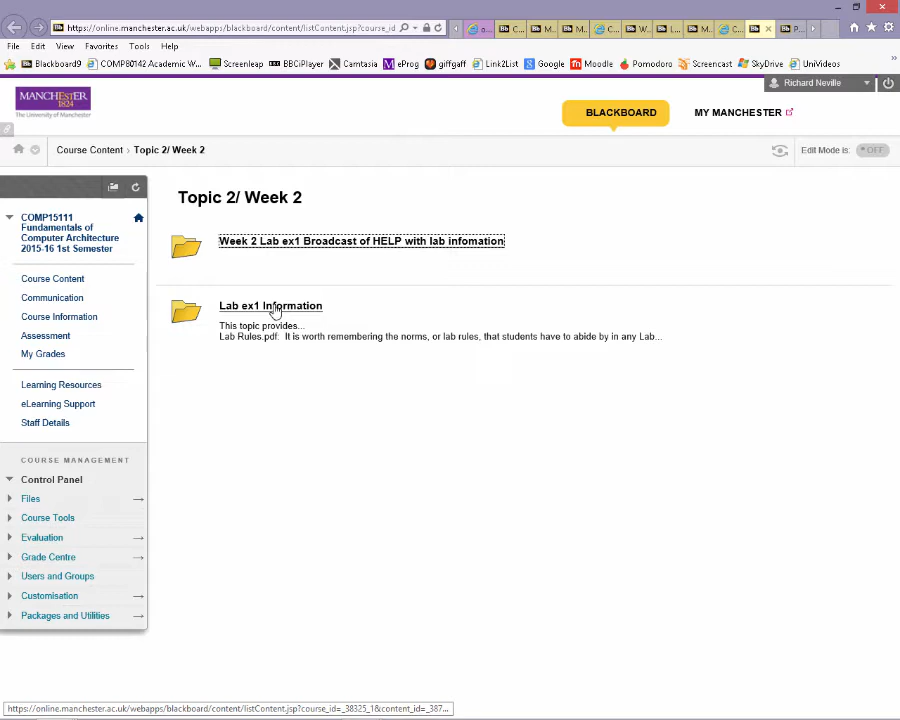 https://online.manchester.ac.uk/webapps/blackboard/content/listContent.jsp?course_id
File Edit View Favorites Tools Help
Blackboard9 COMP80142 Academic W... Screenleap BBCiPlayer Camtasia eProg giffgaff Link2List Google Moodle Pomodoro Screencast SkyDrive UniVideos
Richard Neville
MANCHESTER
1824
The University of Manchester
BLACKBOARD
MY MANCHESTER
Course Content › Topic 2/ Week 2
Edit Mode is: OFF
COMP15111
Fundamentals of
Computer Architecture
2015-16 1st Semester
Course Content
Communication
Course Information
Assessment
My Grades
Learning Resources
eLearning Support
Staff Details
COURSE MANAGEMENT
Control Panel
Files
Course Tools
Evaluation
Grade Centre
Users and Groups
Customisation
Packages and Utilities
Topic 2/ Week 2
Week 2 Lab ex1 Broadcast of HELP with lab infomation
Lab ex1 Information
This topic provides...
Lab Rules.pdf. It is worth remembering the norms, or lab rules, that students have to abide by in any Lab...
https://online.manchester.ac.uk/webapps/blackboard/content/listContent.jsp?course_id=_38325_1&content_id=_387...